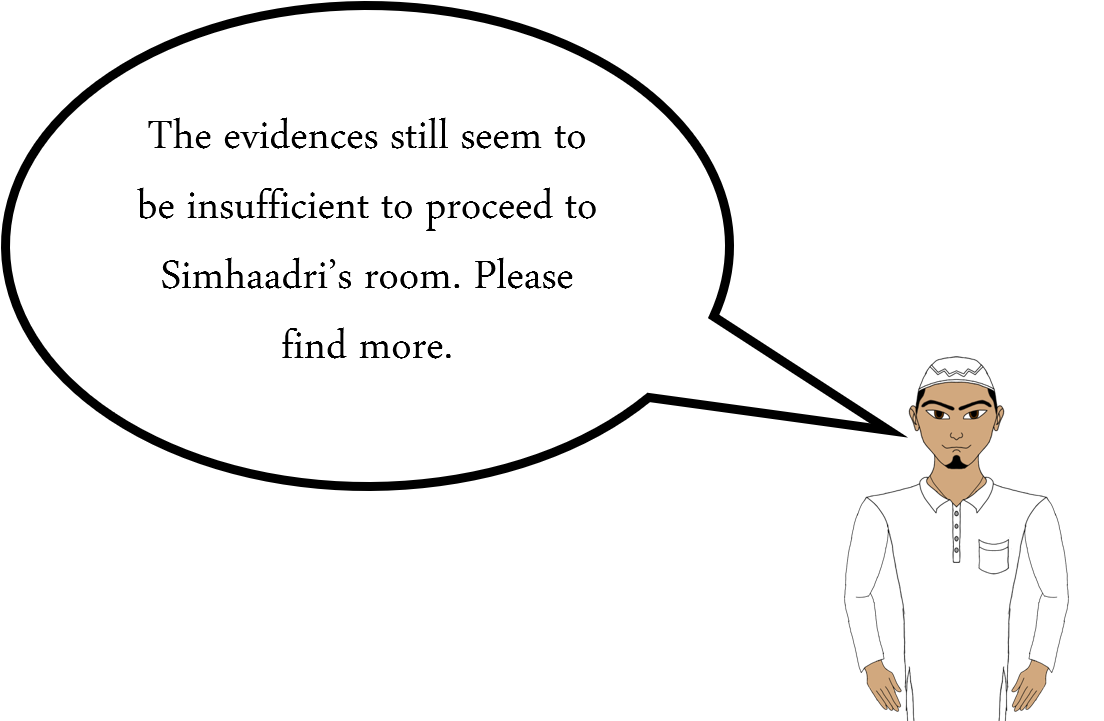 The evidences still seem to
be insufficient to proceed to
Simhaadri’s room. Please
find more.